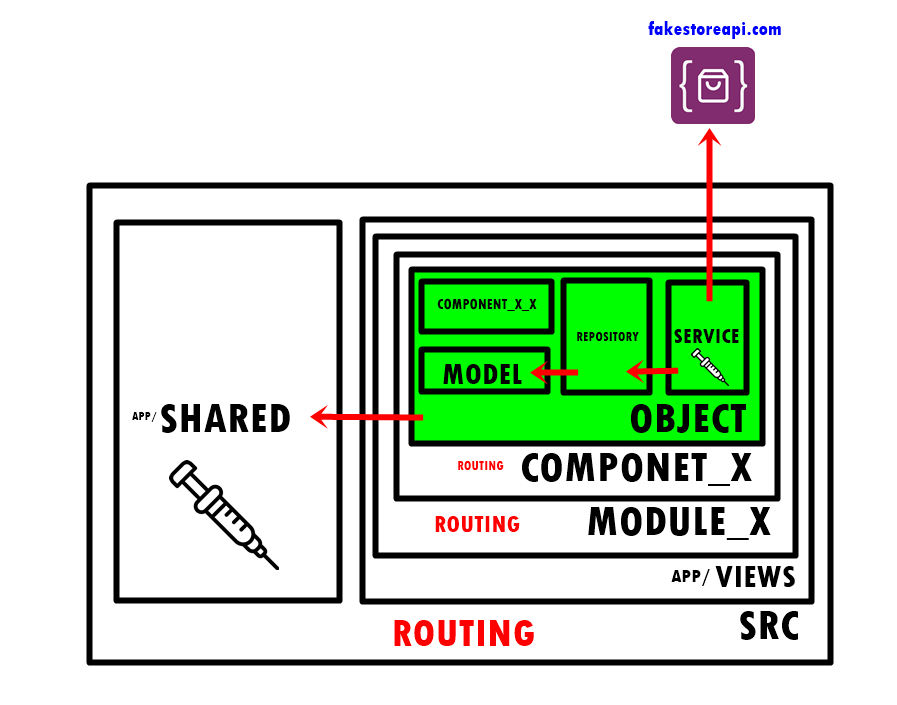 fakestoreapi.com
COMPONENT_X_X
REPOSITORY
SERVICE
MODEL
OBJECT
APP/SHARED
ROUTING COMPONET_X
ROUTING MODULE_X
APP/VIEWS
ROUTING SRC